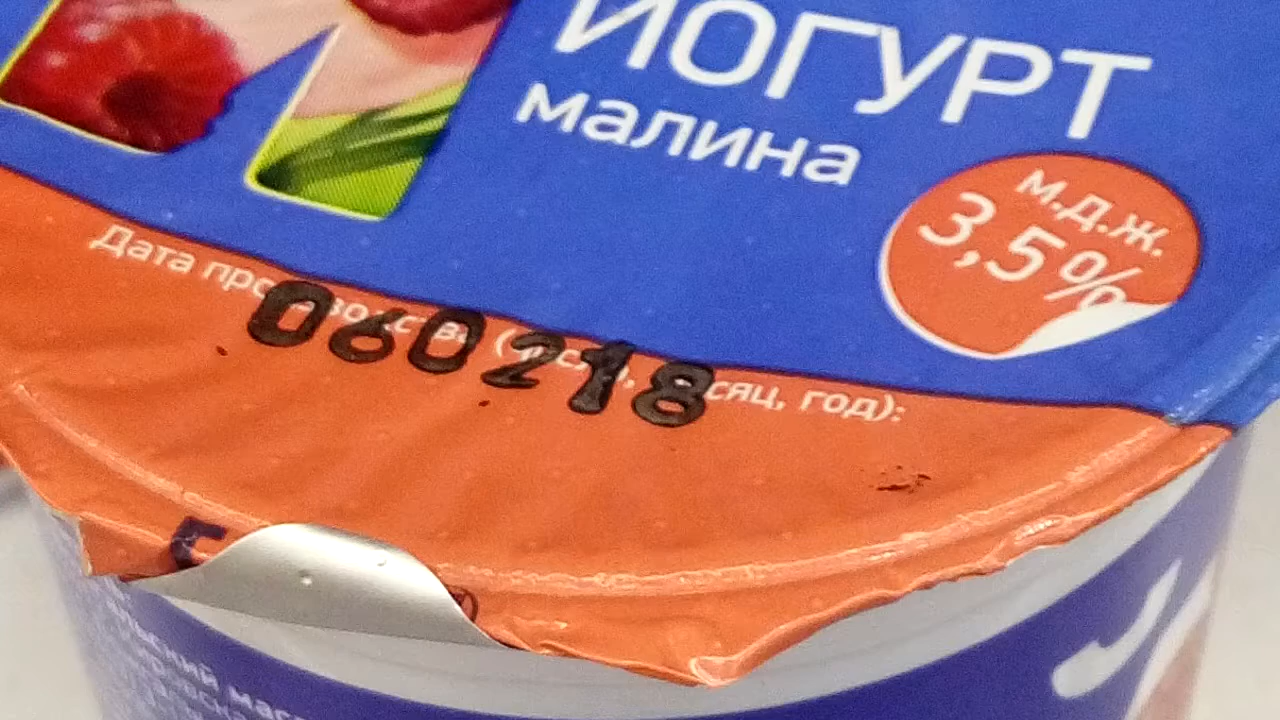 йогурт
малина
м.д.ж.
3,5%
Дата производства (число, месяц, год):
060218